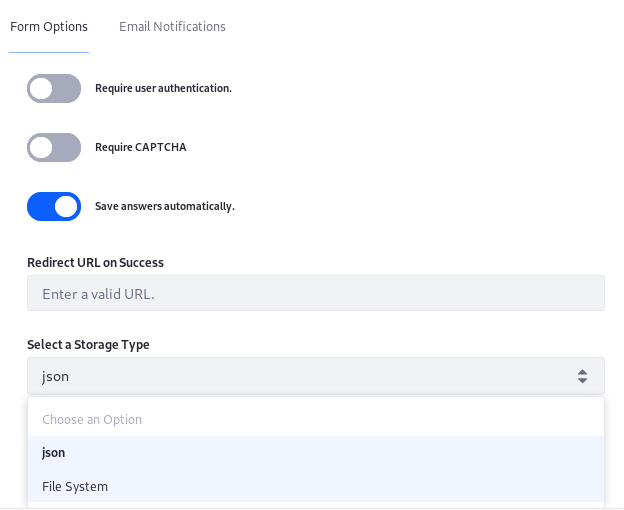 Form Options Email Notifications
Require user authentication.
Require CAPTCHA
Save answers automatically.
Redirect URL on Success
Enter a valid URL.
Select a Storage Type
json
Choose an Option
json
File System